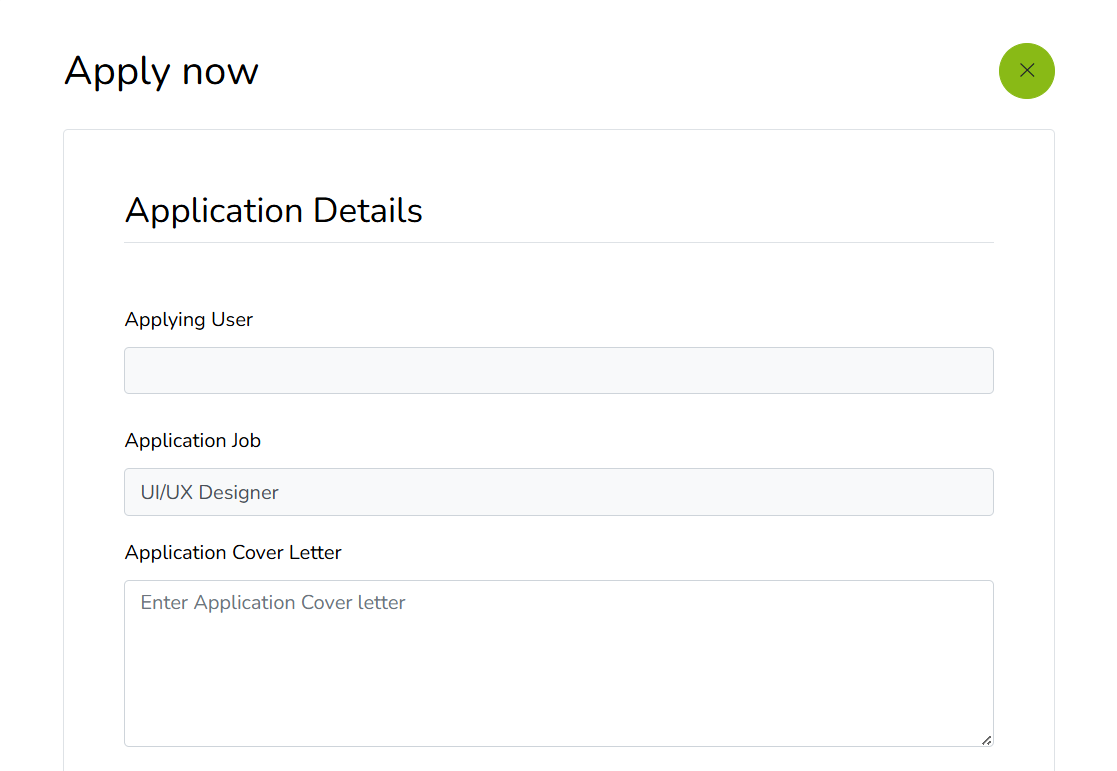 Apply now
Application Details
Applying User
Application Job
UI/UX Designer
Application Cover Letter
Enter Application Cover letter